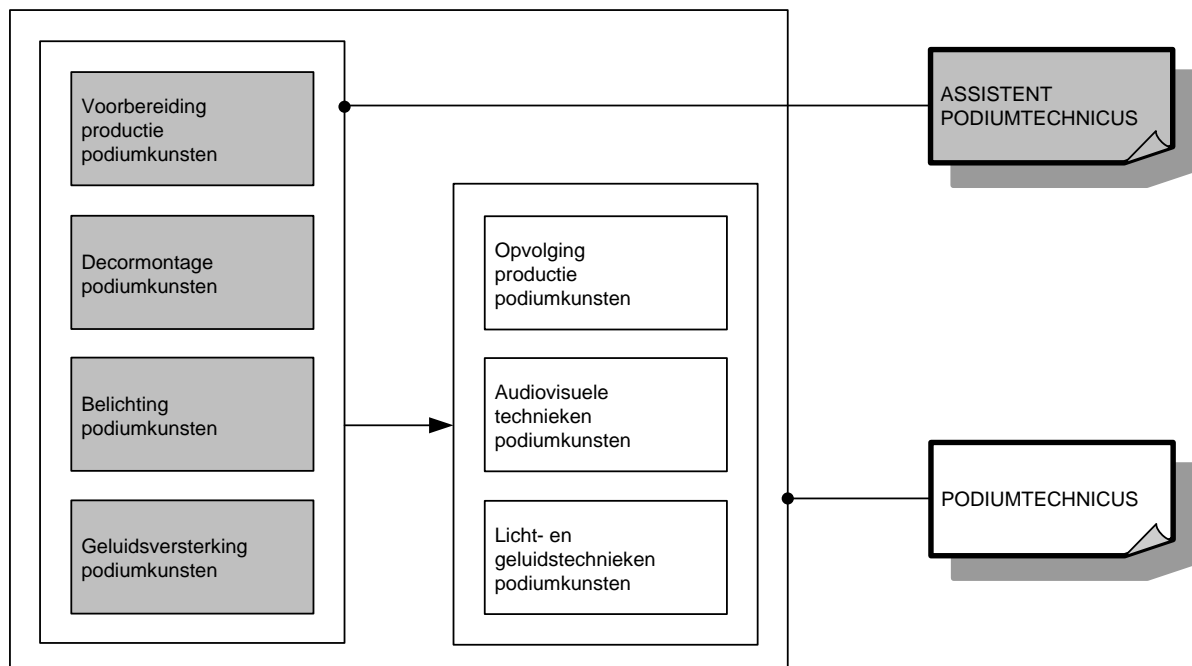 Voorbereiding
productie
podiumkunsten
Decormontage
podiumkunsten
Belichting
podiumkunsten
Geluidsversterking
podiumkunsten
Opvolging
productie
podiumkunsten
Audiovisuele
technieken
podiumkunsten
Licht- en
geluidstechnieken
podiumkunsten
ASSISTENT
PODIUMTECHNICUS
PODIUMTECHNICUS